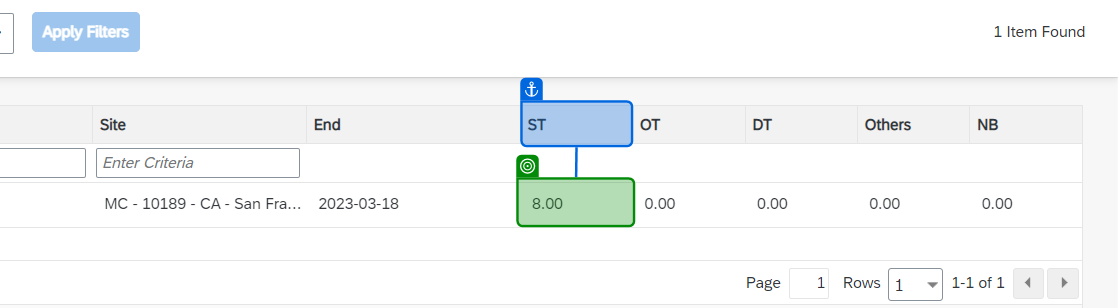 Apply Filters
1 Item Found
Site End ST OT DT Others NB
Enter Criteria
MC - 10189 - CA - San Fra... 2023-03-18 8.00 0.00 0.00 0.00 0.00
Page 1 Rows 1 1-1 of 1